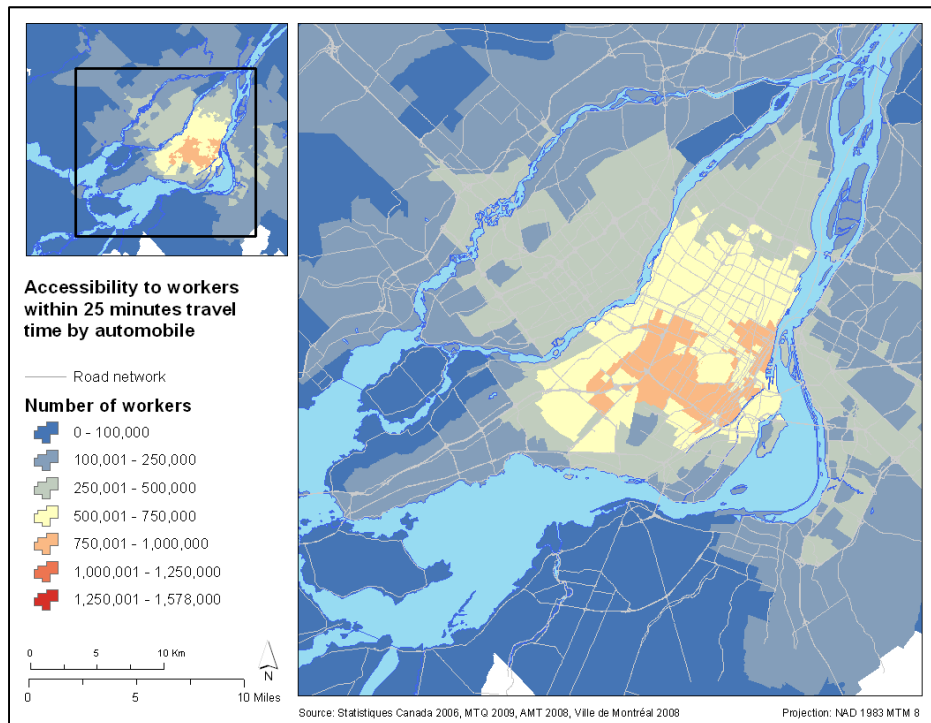 Accessibility to workers
within 25 minutes travel
time by automobile
Road network
Number of workers
0 - 100,000
100,001 - 250,000
250,001 - 500,000
500,001 - 750,000
750,001 - 1,000,000
1,000,001 - 1,250,000
1,250,001 - 1,578,000
0 5 10 Km
0 5 10 Miles
N
Source: Statistiques Canada 2006, MTQ 2009, AMT 2008, Ville de Montréal 2008
Projection: NAD 1983 MTM 8